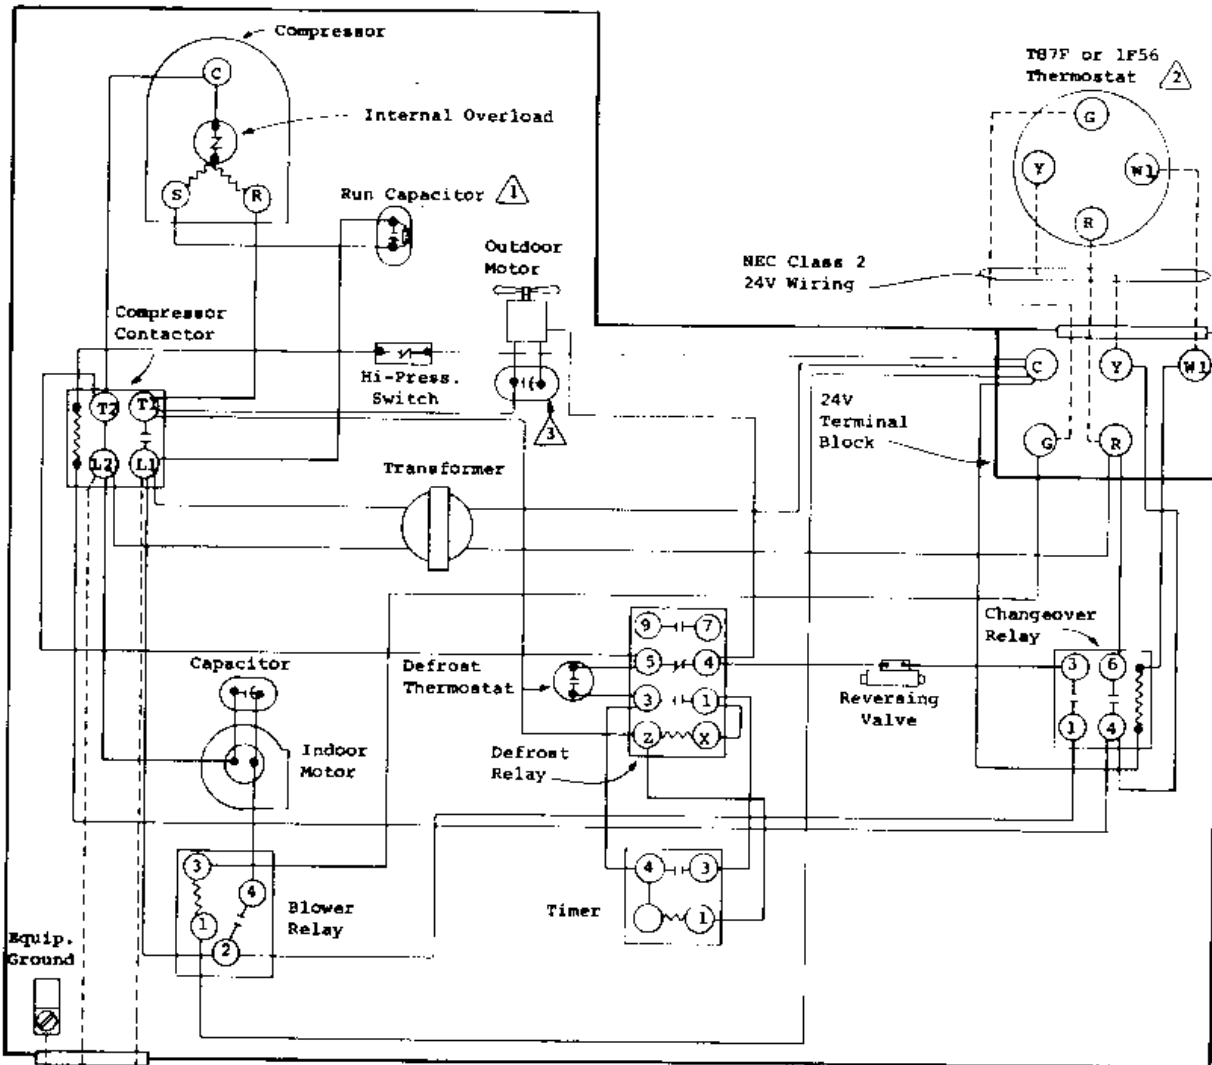 Compressor
C
Internal Overload
S
R
Run Capacitor 1
Outdoor
Motor
T87F or 1F56
Thermostat 2
G
Y
W1
R
NEC Class 2
24V Wiring
Compressor
Contactor
Hi-Press.
Switch
3
T2
T1
L2
L1
C
Y
W1
24V
Terminal
Block
G
R
Transformer
Changeover
Relay
9
7
5
4
3
1
Z
X
Defrost
Thermostat
Defrost
Relay
Reversing
Valve
3
6
1
4
Capacitor
Indoor
Motor
3
4
1
2
Blower
Relay
Timer
4
3
1
Equip.
Ground